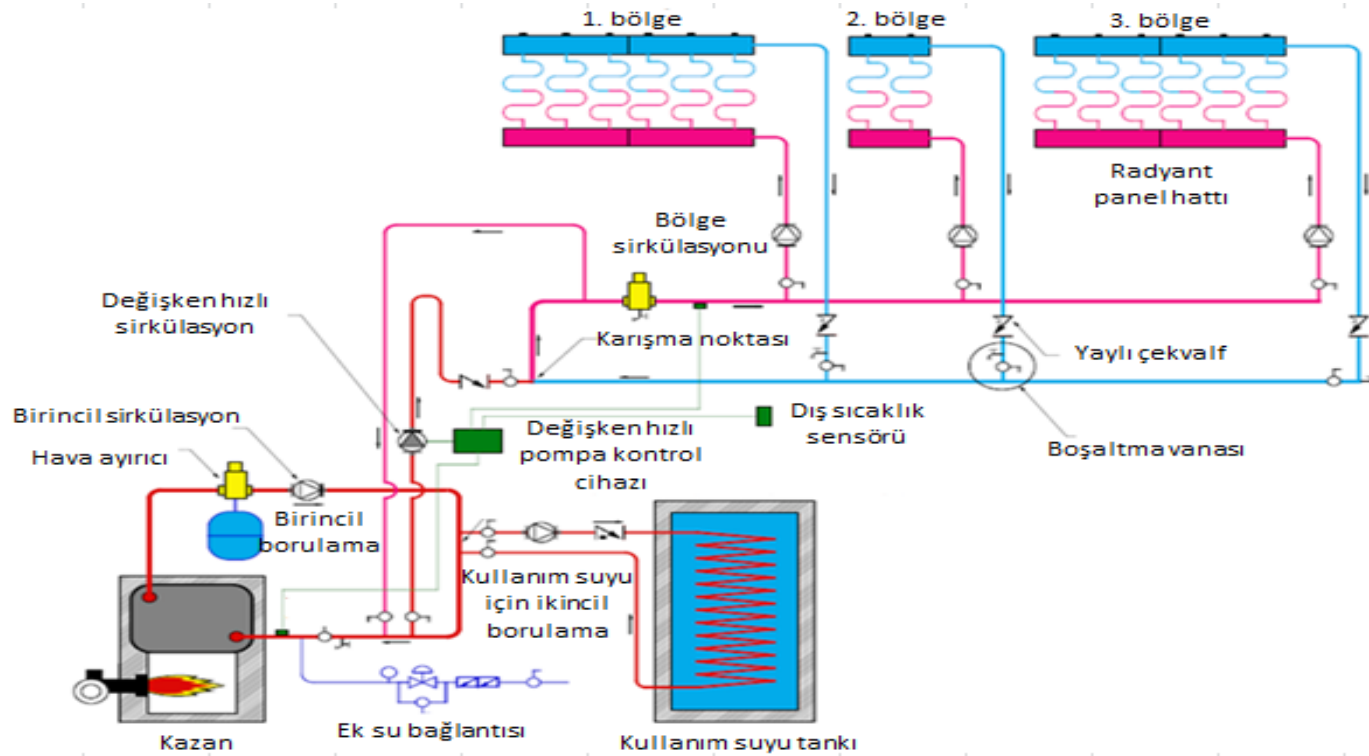 1. bölge
2. bölge
3. bölge
Radyant
panel hattı
Bölge
sirkülasyonu
Değişken hızlı
sirkülasyon
Karışma noktası
Yaylı çekvalf
Birincil sirkülasyon
Hava ayırıcı
Değişken hızlı
pompa kontrol
cihazı
Dış sıcaklık
sensörü
Boşaltma vanası
Birincil
borulama
Kullanım suyu
için ikincil
borulama
Ek su bağlantısı
Kazan
Kullanım suyu tankı